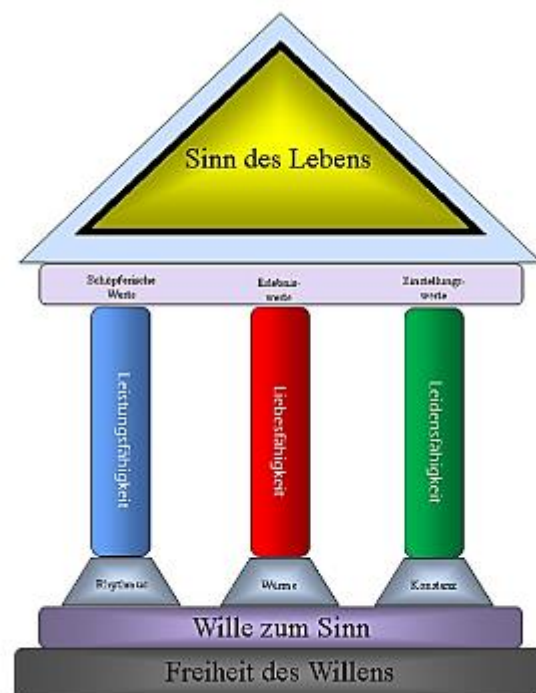 Sinn des Lebens
Schöpferische
Werte
Erlebnis-
werte
Einstellungs-
werte
Leistungsfähigkeit
Liebesfähigkeit
Leidensfähigkeit
Rhythmus
Wärme
Konstanz
Wille zum Sinn
Freiheit des Willens